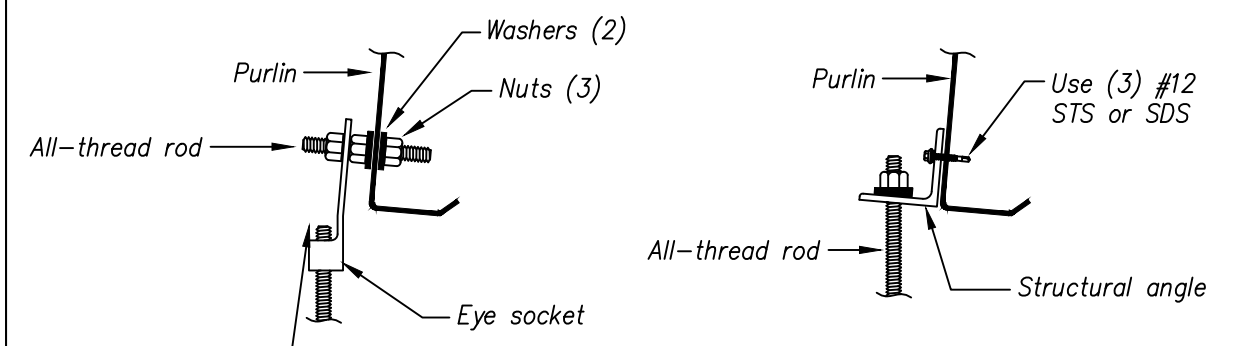 Washers (2)
Purlin
Nuts (3)
All-thread rod
Eye socket
Purlin
Use (3) #12
STS or SDS
All-thread rod
Structural angle